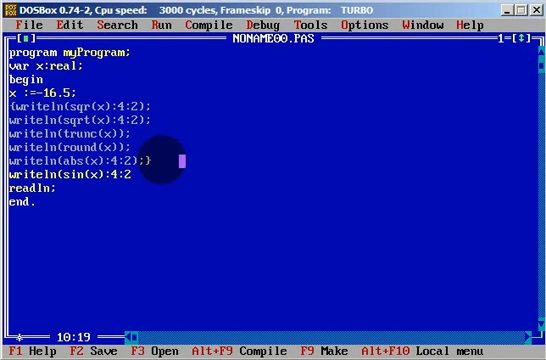 DOSBox 0.74-2, Cpu speed: 3000 cycles, Frameskip 0, Program: TURBO
File Edit Search Run Compile Debug Tools Options Window Help
NONAME00.PAS 1=[↕]
program myProgram;
var x:real;
begin
x :=-16.5;
{writeln(sqr(x):4:2);
writeln(sqrt(x):4:2);
writeln(trunc(x));
writeln(round(x));
writeln(abs(x):4:2);}
writeln(sin(x):4:2
readln;
end.
10:19
F1 Help F2 Save F3 Open Alt+F9 Compile F9 Make Alt+F10 Local menu